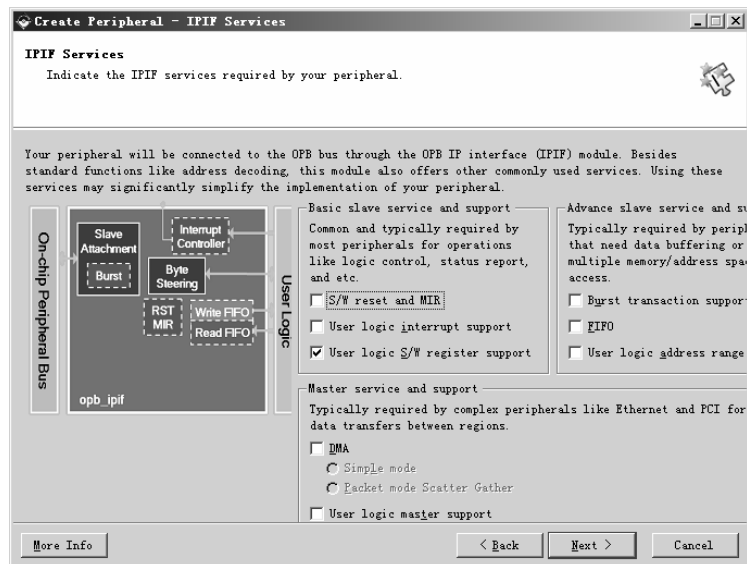 Create Peripheral - IPIF Services
IPIF Services
Indicate the IPIF services required by your peripheral.
Your peripheral will be connected to the OPB bus through the OPB IP interface (IPIF) module. Besides
standard functions like address decoding, this module also offers other commonly used services. Using these
services may significantly simplify the implementation of your peripheral.
On-chip Peripheral Bus
Slave
Attachment
Burst
Interrupt
Controller
Byte
Steering
RST
MIR
Write FIFO
Read FIFO
User Logic
opb_ipif
Basic slave service and support
Common and typically required by
most peripherals for operations
like logic control, status report,
and etc.
S/W reset and MIR
User logic interrupt support
User logic S/W register support
Advance slave service and su
Typically required by periph
that need data buffering or
multiple memory/address spac
access.
Burst transaction support
FIFO
User logic address range
Master service and support
Typically required by complex peripherals like Ethernet and PCI for
data transfers between regions.
DMA
Simple mode
Packet mode Scatter Gather
User logic master support
More Info
< Back
Next >
Cancel